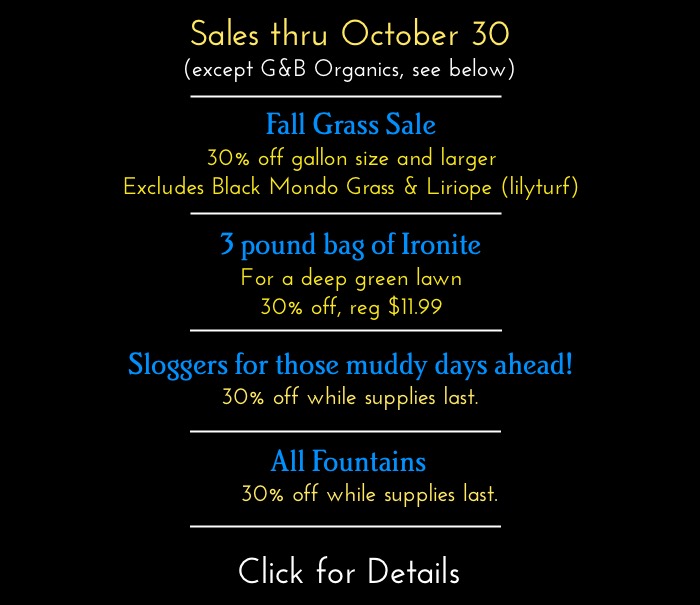 Sales thru October 30
(except G&B Organics, see below)
Fall Grass Sale
30% off gallon size and larger
Excludes Black Mondo Grass & Liriope (lilyturf)
3 pound bag of Ironite
For a deep green lawn
30% off, reg $11.99
Sloggers for those muddy days ahead!
30% off while supplies last.
All Fountains
30% off while supplies last.
Click for Details